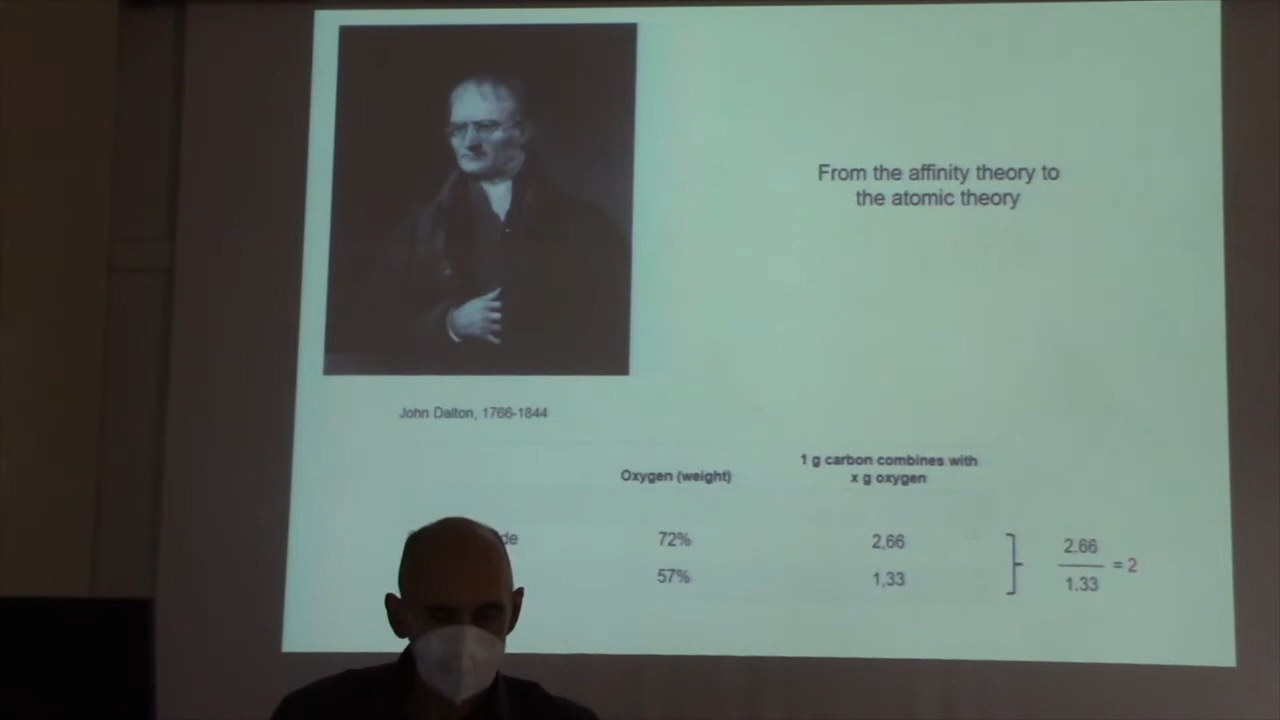 From the affinity theory to
the atomic theory
John Dalton, 1766-1844
Oxygen (weight)
1 g carbon combines with
x g oxygen
72%
2,66
57%
1,33
2.66
1.33
= 2